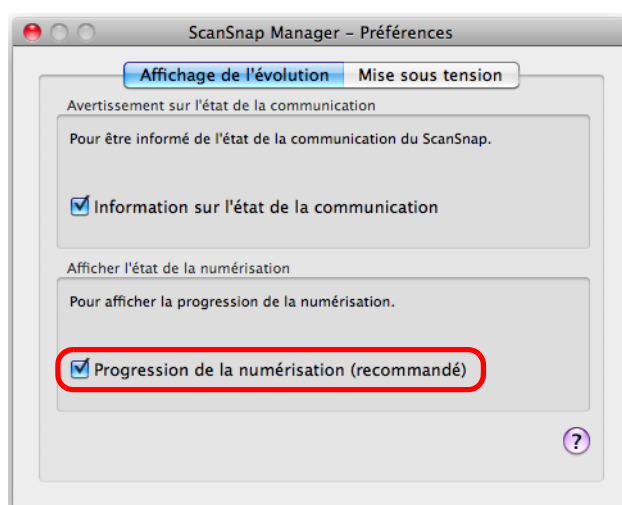 ScanSnap Manager – Préférences
Affichage de l'évolution Mise sous tension
Avertissement sur l'état de la communication
Pour être informé de l'état de la communication du ScanSnap.
Information sur l'état de la communication
Afficher l'état de la numérisation
Pour afficher la progression de la numérisation.
Progression de la numérisation (recommandé)
?